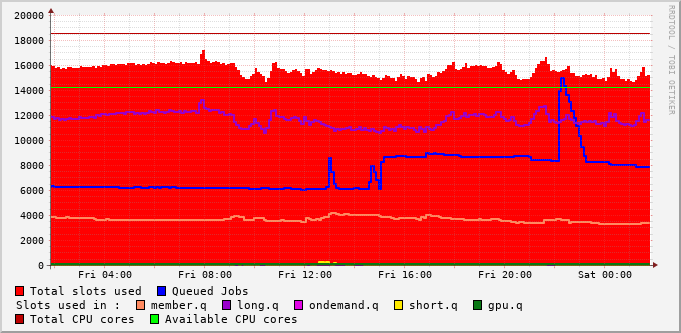 RRDTOOL / TOBI OETIKER
20000
18000
16000
14000
12000
10000
8000
6000
4000
2000
0
Fri 04:00 Fri 08:00 Fri 12:00 Fri 16:00 Fri 20:00 Sat 00:00
Total slots used Queued Jobs
Slots used in : member.q long.q ondemand.q short.q gpu.q
Total CPU cores Available CPU cores